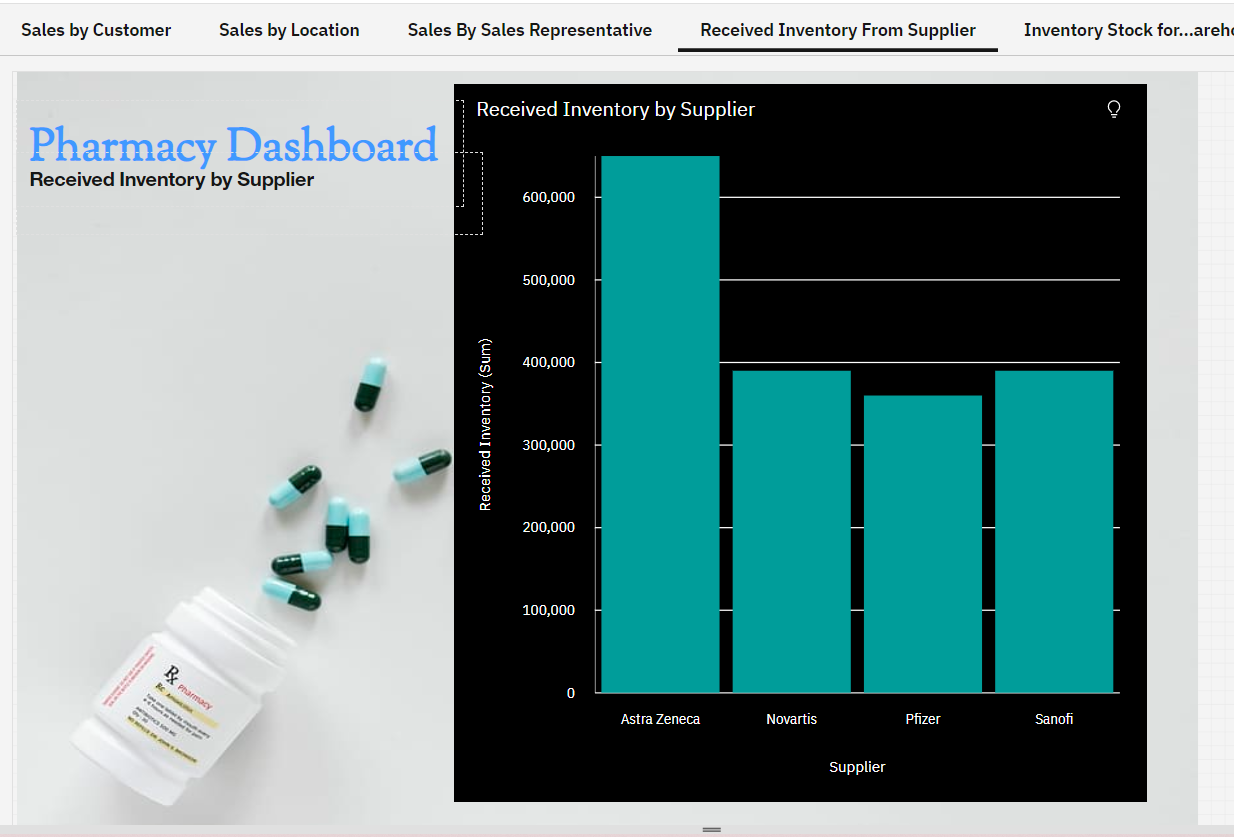 Sales by Customer
Sales by Location
Sales By Sales Representative
Received Inventory From Supplier
Inventory Stock for...areho
Pharmacy Dashboard
Received Inventory by Supplier
Received Inventory by Supplier
600,000
500,000
400,000
300,000
200,000
100,000
0
Received Inventory (Sum)
Astra Zeneca
Novartis
Pfizer
Sanofi
Supplier
Rx
Pharmacy